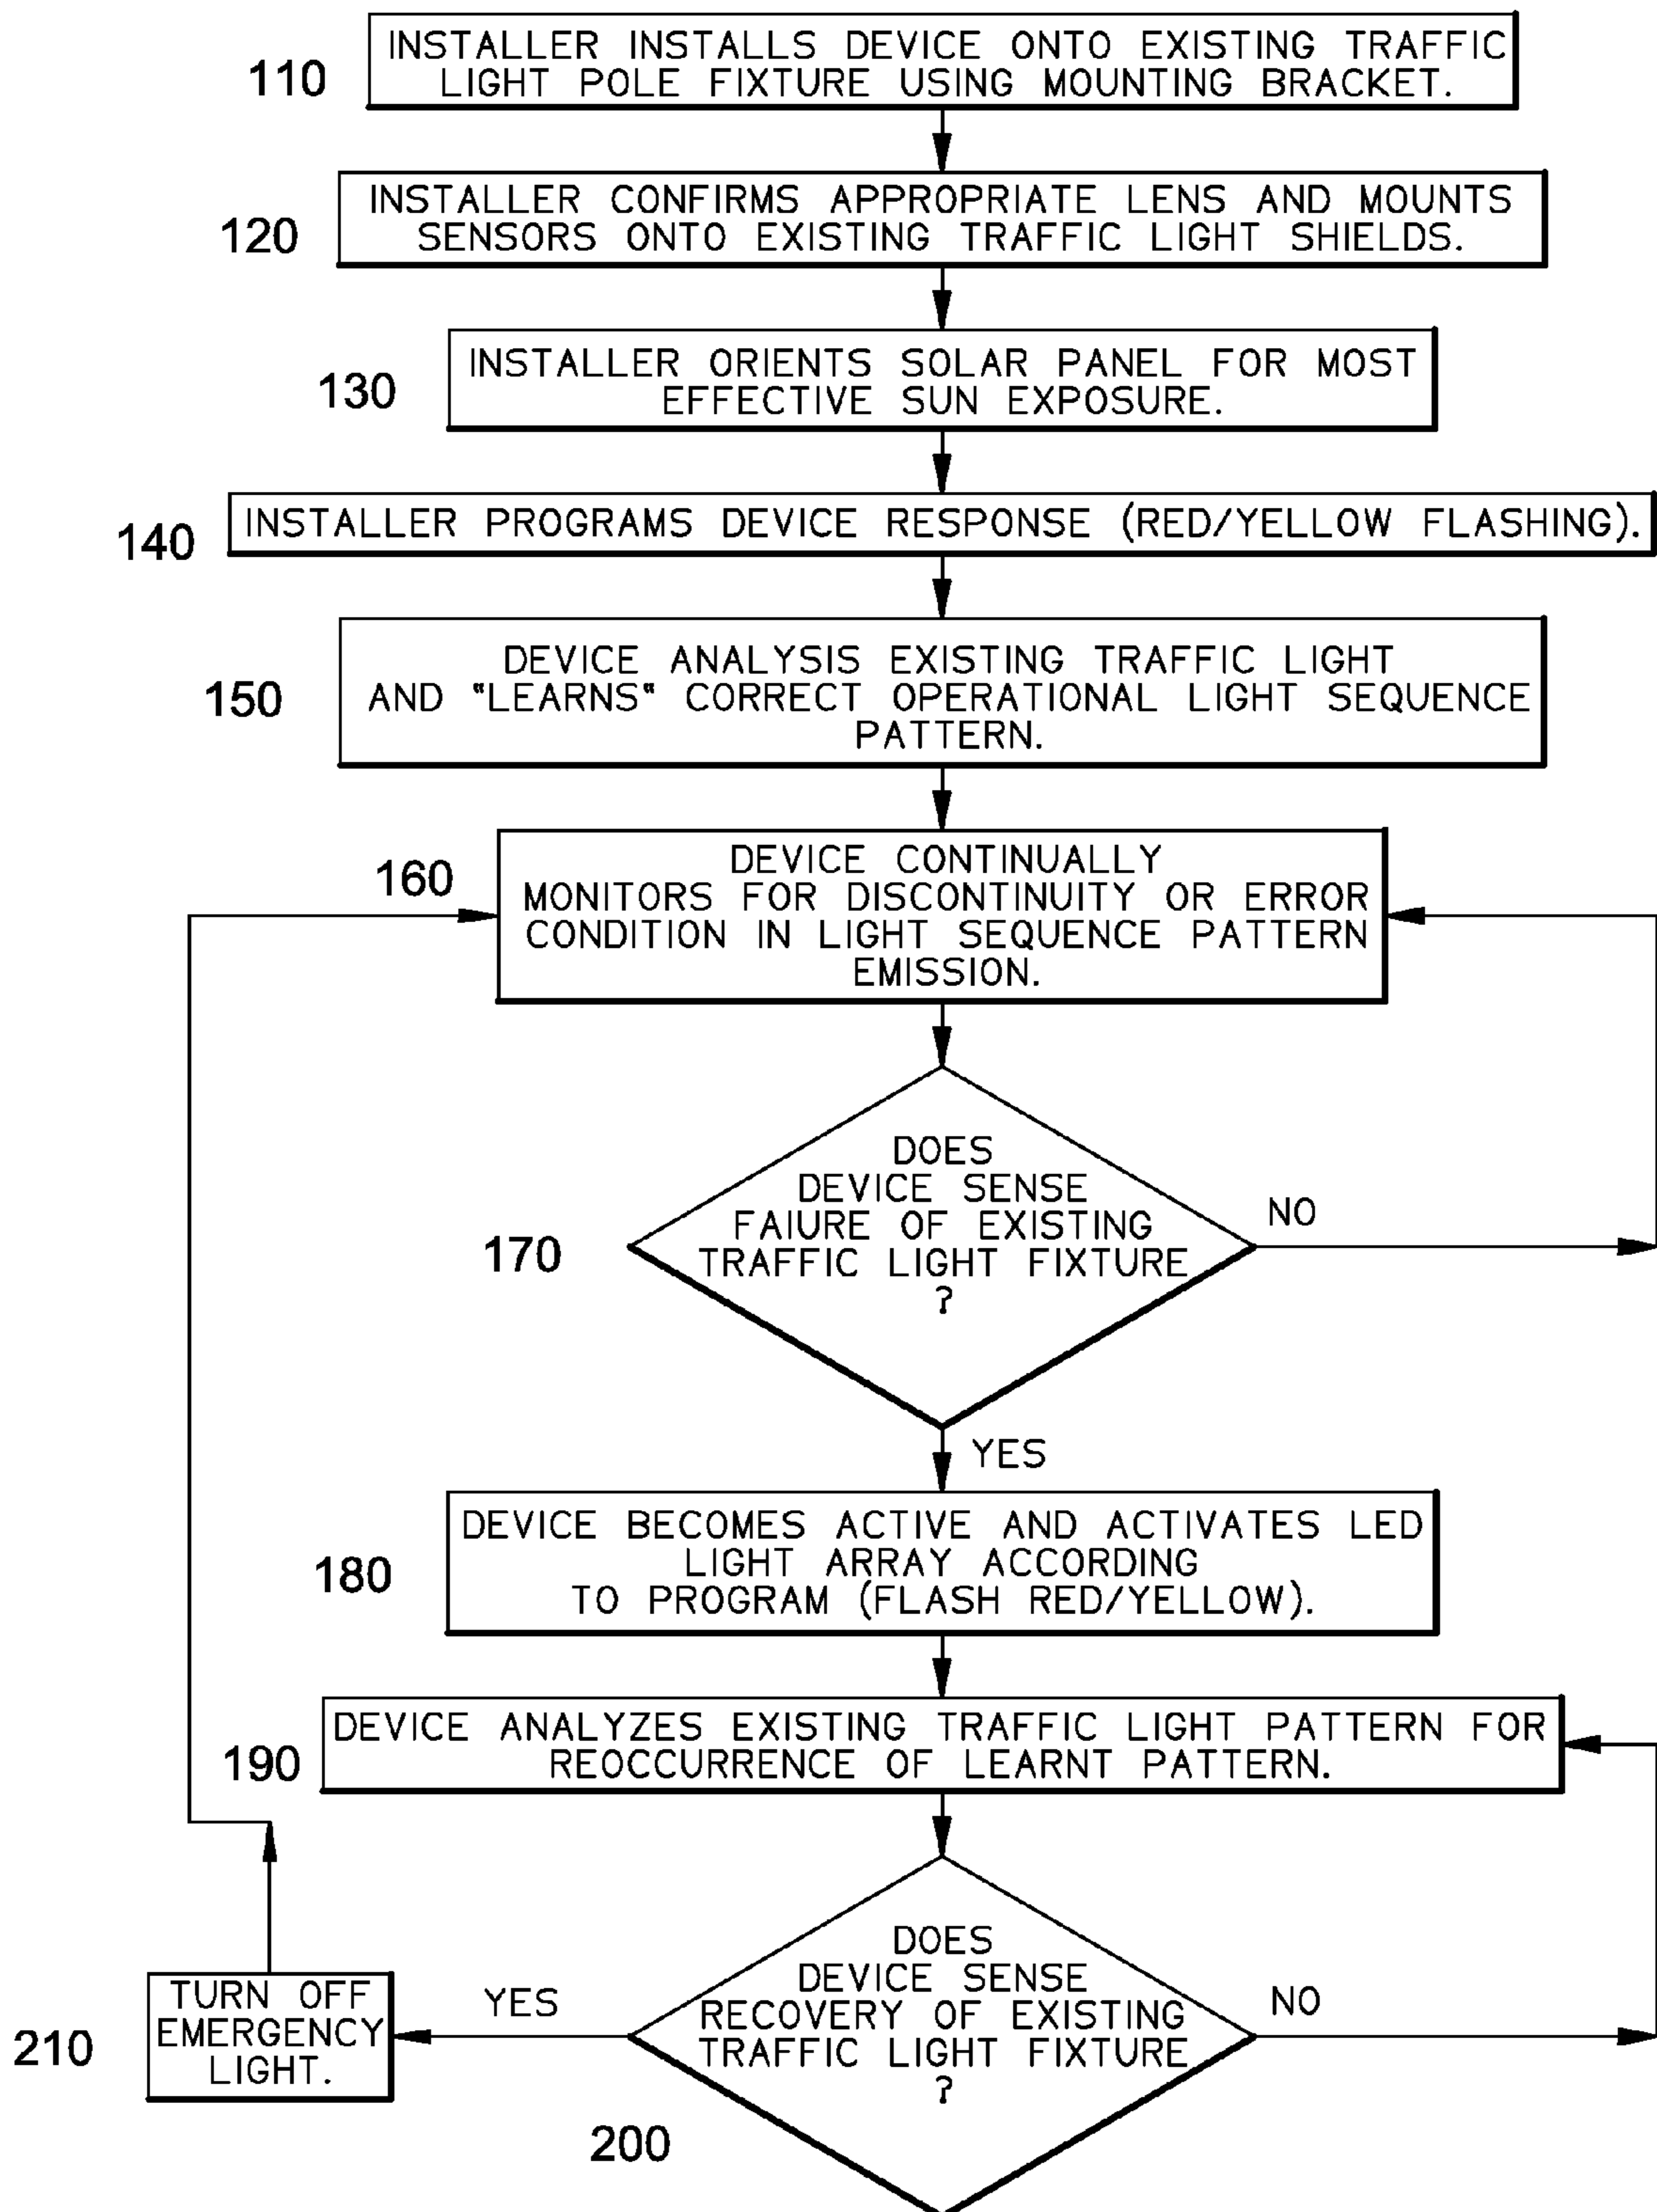 110
INSTALLER INSTALLS DEVICE ONTO EXISTING TRAFFIC
LIGHT POLE FIXTURE USING MOUNTING BRACKET.
120
INSTALLER CONFIRMS APPROPRIATE LENS AND MOUNTS
SENSORS ONTO EXISTING TRAFFIC LIGHT SHIELDS.
130
INSTALLER ORIENTS SOLAR PANEL FOR MOST
EFFECTIVE SUN EXPOSURE.
140
INSTALLER PROGRAMS DEVICE RESPONSE (RED/YELLOW FLASHING).
150
DEVICE ANALYSIS EXISTING TRAFFIC LIGHT
AND "LEARNS" CORRECT OPERATIONAL LIGHT SEQUENCE
PATTERN.
160
DEVICE CONTINUALLY
MONITORS FOR DISCONTINUITY OR ERROR
CONDITION IN LIGHT SEQUENCE PATTERN
EMISSION.
170
DOES
DEVICE SENSE
FAIURE OF EXISTING
TRAFFIC LIGHT FIXTURE
?
NO
YES
180
DEVICE BECOMES ACTIVE AND ACTIVATES LED
LIGHT ARRAY ACCORDING
TO PROGRAM (FLASH RED/YELLOW).
190
DEVICE ANALYZES EXISTING TRAFFIC LIGHT PATTERN FOR
REOCCURRENCE OF LEARNT PATTERN.
200
DOES
DEVICE SENSE
RECOVERY OF EXISTING
TRAFFIC LIGHT FIXTURE
?
NO
YES
210
TURN OFF
EMERGENCY
LIGHT.